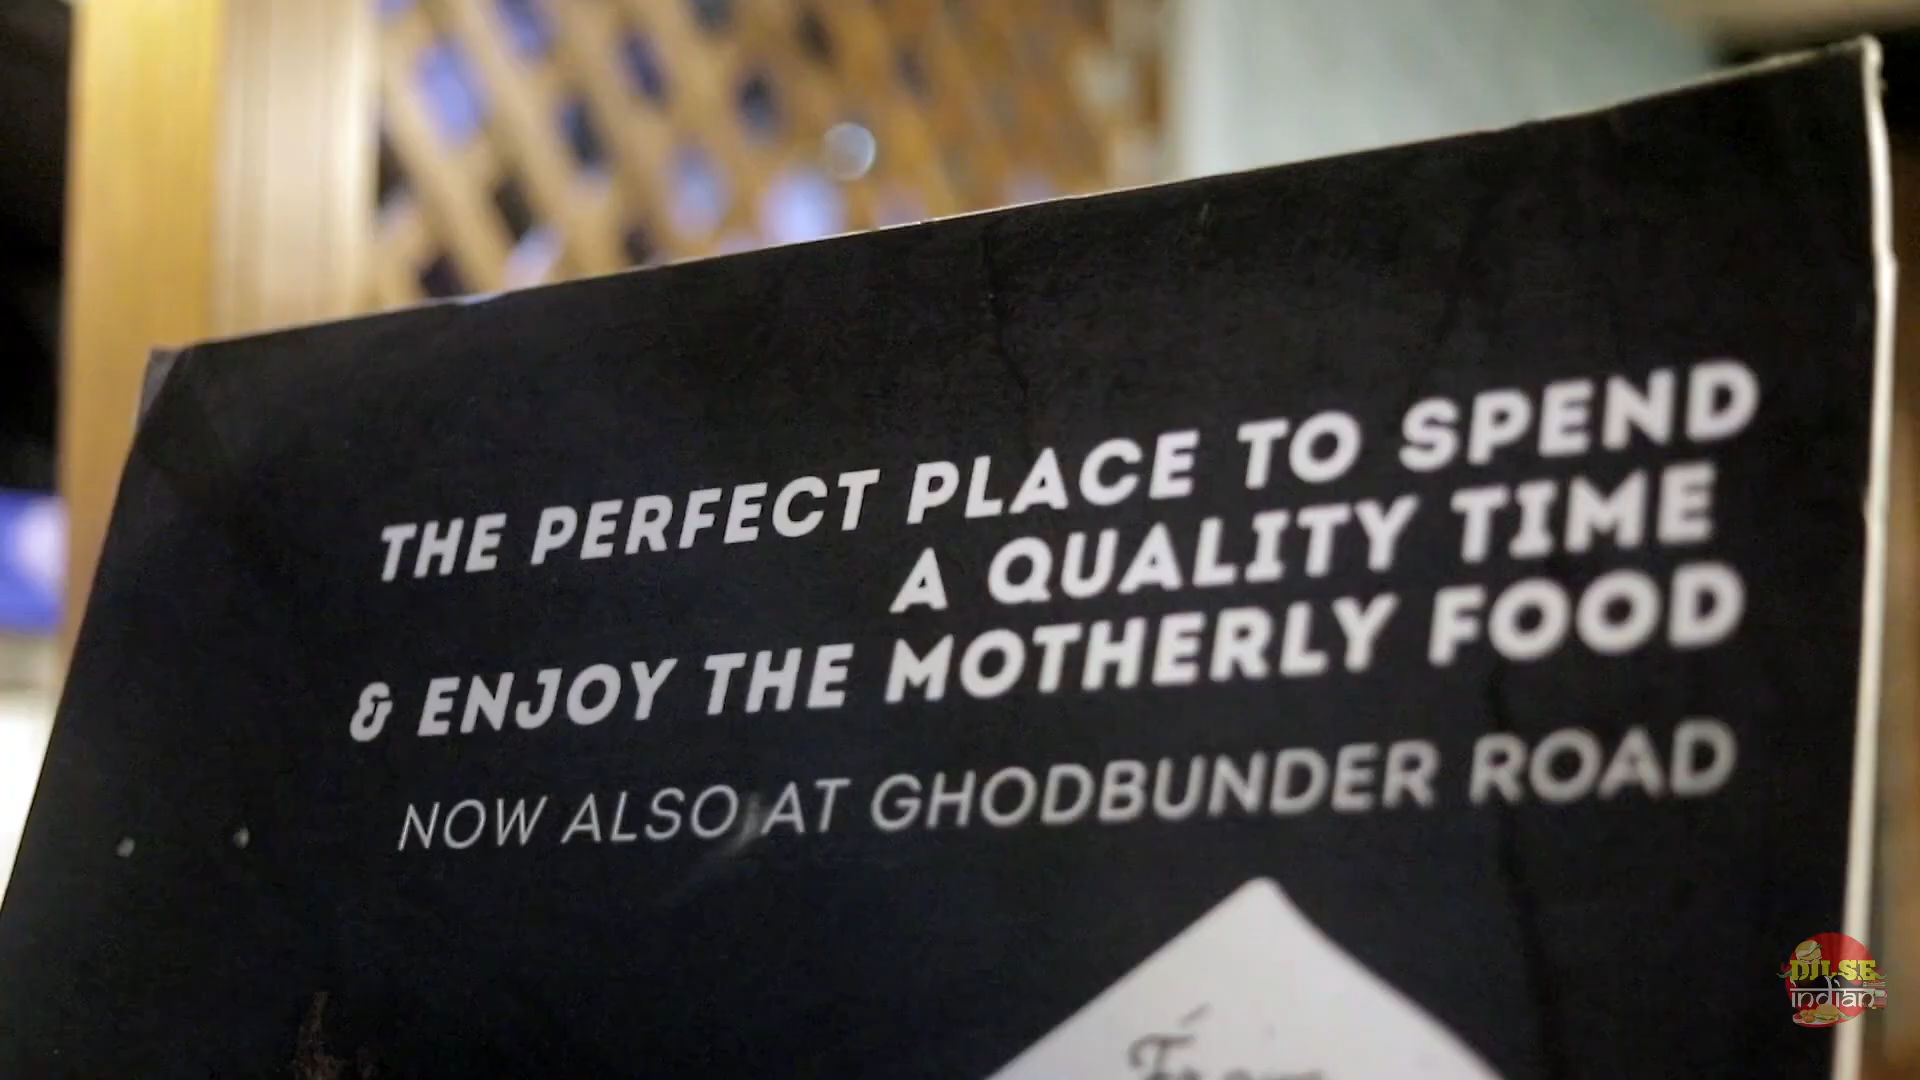 THE PERFECT PLACE TO SPEND
A QUALITY TIME
& ENJOY THE MOTHERLY FOOD
NOW ALSO AT GHODBUNDER ROAD
From
DIL SE
indian